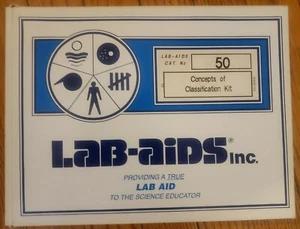 LAB-AIDS
CAT. No 50
Concepts of
Classification Kit
LAB-AIDS® Inc.
PROVIDING A TRUE
LAB AID
TO THE SCIENCE EDUCATOR